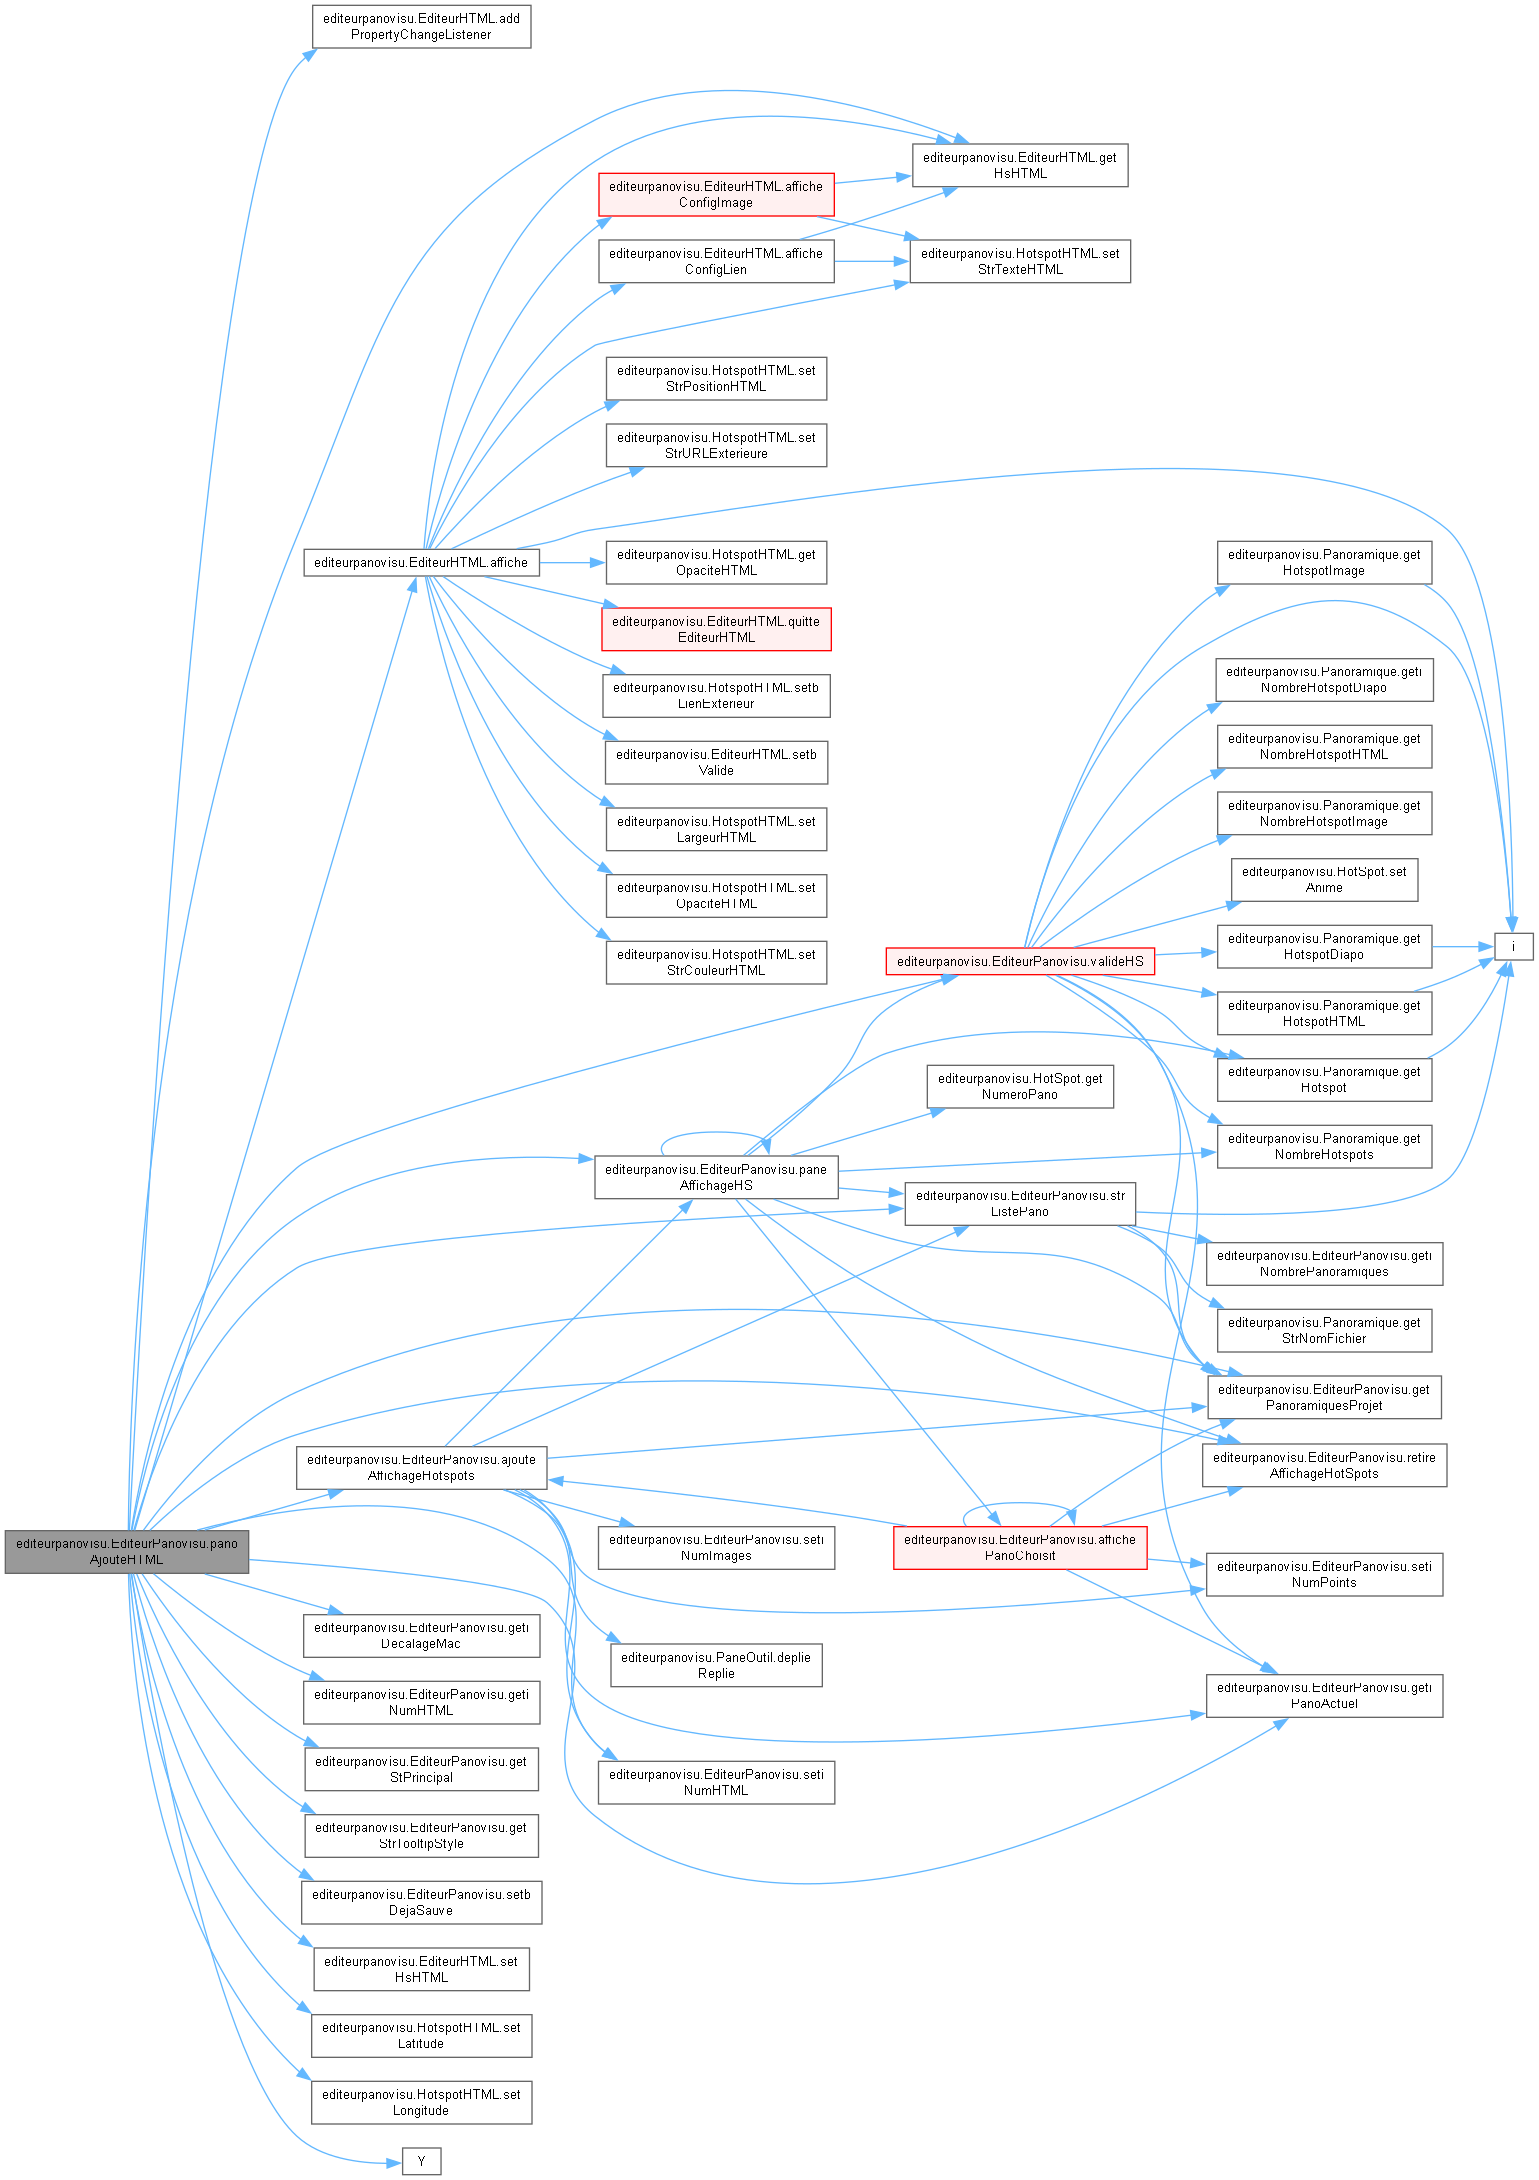 editeurpanovisu.EditeurHTML.add
PropertyChangeListener
editeurpanovisu.EditeurHTML.get
HsHTML
editeurpanovisu.EditeurHTML.affiche
ConfigImage
editeurpanovisu.EditeurHTML.affiche
ConfigLien
editeurpanovisu.HotspotHTML.set
StrTexteHTML
editeurpanovisu.HotspotHTML.set
StrPositionHTML
editeurpanovisu.HotspotHTML.set
StrURLExterieure
editeurpanovisu.EditeurHTML.affiche
editeurpanovisu.HotspotHTML.get
OpaciteHTML
editeurpanovisu.EditeurHTML.quitte
EditeurHTML
editeurpanovisu.HotspotHTML.setb
LienExterieur
editeurpanovisu.EditeurHTML.setb
Valide
editeurpanovisu.HotspotHTML.set
LargeurHTML
editeurpanovisu.HotspotHTML.set
OpaciteHTML
editeurpanovisu.HotspotHTML.set
StrCouleurHTML
editeurpanovisu.Panoramique.get
HotspotImage
editeurpanovisu.Panoramique.geti
NombreHotspotDiapo
editeurpanovisu.Panoramique.get
NombreHotspotHTML
editeurpanovisu.Panoramique.get
NombreHotspotImage
editeurpanovisu.HotSpot.set
Anime
editeurpanovisu.EditeurPanovisu.valideHS
editeurpanovisu.Panoramique.get
HotspotDiapo
i
editeurpanovisu.Panoramique.get
HotspotHTML
editeurpanovisu.Panoramique.get
Hotspot
editeurpanovisu.HotSpot.get
NumeroPano
editeurpanovisu.Panoramique.get
NombreHotspots
editeurpanovisu.EditeurPanovisu.pane
AffichageHS
editeurpanovisu.EditeurPanovisu.str
ListePano
editeurpanovisu.EditeurPanovisu.geti
NombrePanoramiques
editeurpanovisu.Panoramique.get
StrNomFichier
editeurpanovisu.EditeurPanovisu.get
PanoramiquesProjet
editeurpanovisu.EditeurPanovisu.ajoute
AffichageHotspots
editeurpanovisu.EditeurPanovisu.retire
AffichageHotSpots
editeurpanovisu.EditeurPanovisu.pano
AjouteHTML
editeurpanovisu.EditeurPanovisu.seti
NumImages
editeurpanovisu.EditeurPanovisu.affiche
PanoChoisit
editeurpanovisu.EditeurPanovisu.seti
NumPoints
editeurpanovisu.EditeurPanovisu.geti
DecalageMac
editeurpanovisu.PaneOutil.deplie
Replie
editeurpanovisu.EditeurPanovisu.geti
PanoActuel
editeurpanovisu.EditeurPanovisu.geti
NumHTML
editeurpanovisu.EditeurPanovisu.get
StPrincipal
editeurpanovisu.EditeurPanovisu.seti
NumHTML
editeurpanovisu.EditeurPanovisu.get
StrTooltipStyle
editeurpanovisu.EditeurPanovisu.setb
DejaSauve
editeurpanovisu.EditeurHTML.set
HsHTML
editeurpanovisu.HotspotHTML.set
Latitude
editeurpanovisu.HotspotHTML.set
Longitude
Y